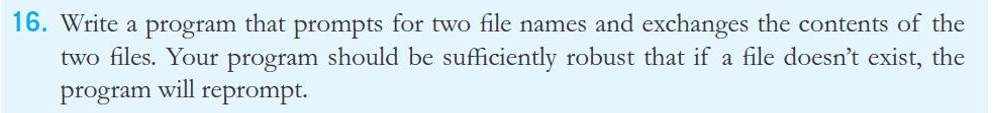 16. Write a program that prompts for two file names and exchanges the contents of the
two files. Your program should be sufficiently robust that if a file doesn’t exist, the
program will reprompt.